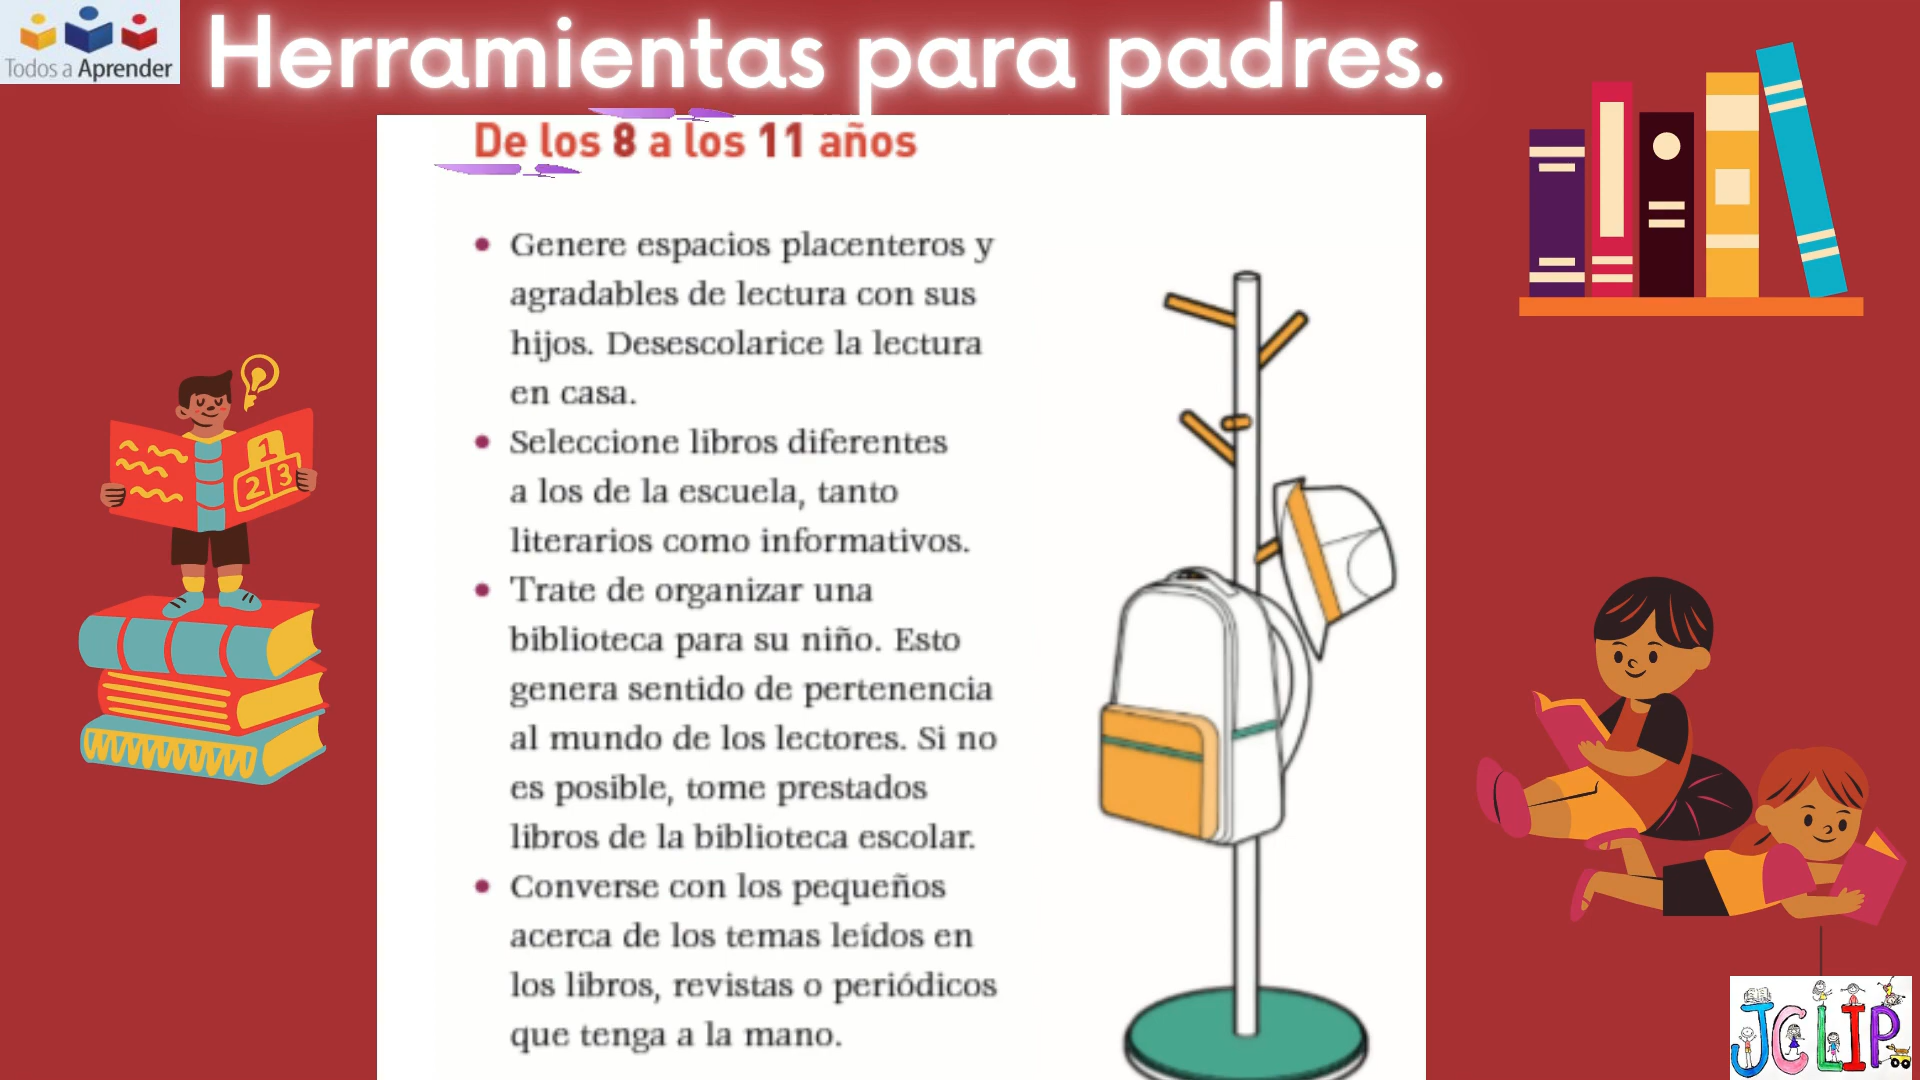 Todos a Aprender
Herramientas para padres.
De los 8 a los 11 años
• Genere espacios placenteros y
agradables de lectura con sus
hijos. Desescolarice la lectura
en casa.
• Seleccione libros diferentes
a los de la escuela, tanto
literarios como informativos.
• Trate de organizar una
biblioteca para su niño. Esto
genera sentido de pertenencia
al mundo de los lectores. Si no
es posible, tome prestados
libros de la biblioteca escolar.
• Converse con los pequeños
acerca de los temas leídos en
los libros, revistas o periódicos
que tenga a la mano.
1
2 3
JCLIP